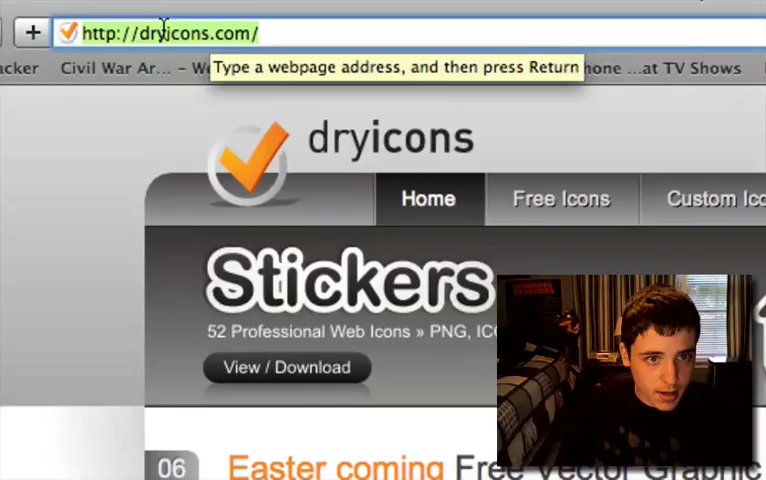 http://dryicons.com/
acker Civil War Ar... – W phone ...at TV Shows
Type a webpage address, and then press Return
dryicons
Home Free Icons Custom Ico
Stickers
52 Professional Web Icons » PNG, ICO
View / Download
06 Easter coming Free Vector Graphic